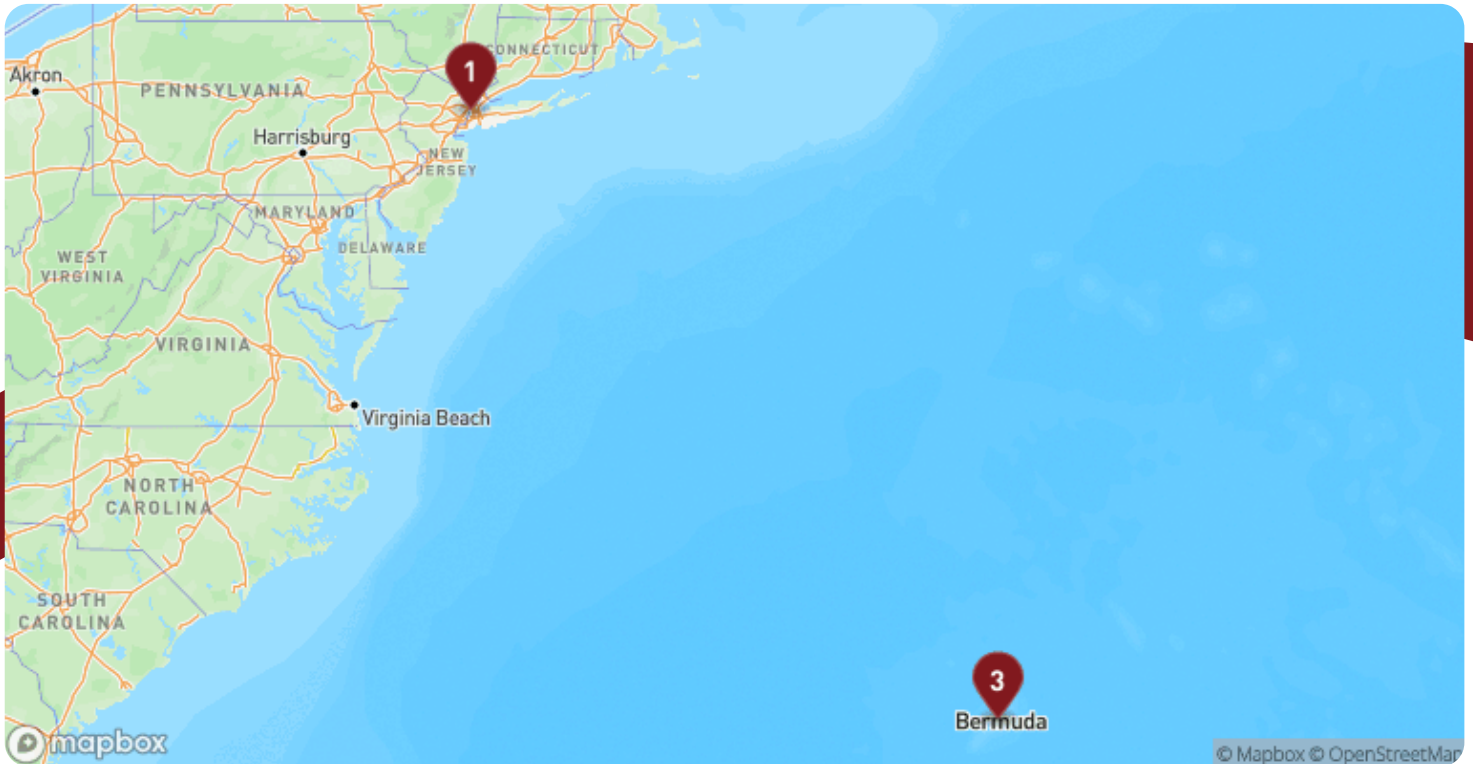 CONNECTICUT
1
Akron
PENNSYLVANIA
Harrisburg
NEW
JERSEY
MARYLAND
DELAWARE
WEST
VIRGINIA
VIRGINIA
Virginia Beach
NORTH
CAROLINA
SOUTH
CAROLINA
3
Bermuda
mapbox
© Mapbox © OpenStreetMap